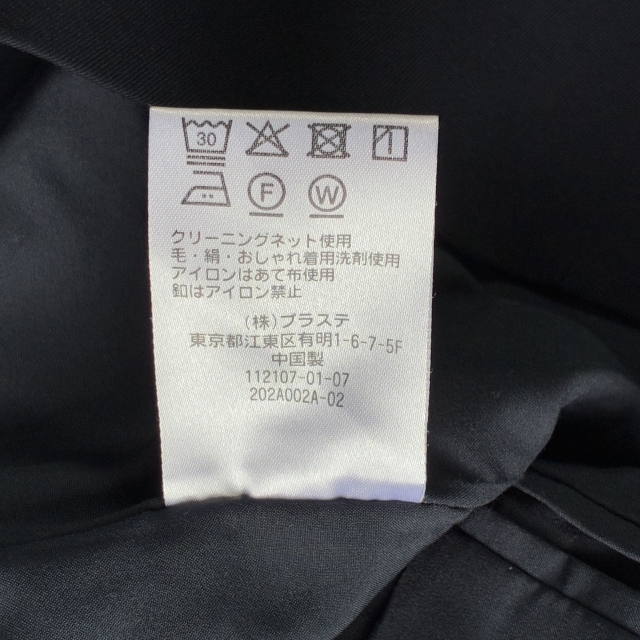 30
F W
クリーニングネット使用
毛・絹・おしゃれ着用洗剤使用
アイロンはあて布使用
釦はアイロン禁止
(株)プラステ
東京都江東区有明1-6-7-5F
中国製
112107-01-07
202A002A-02